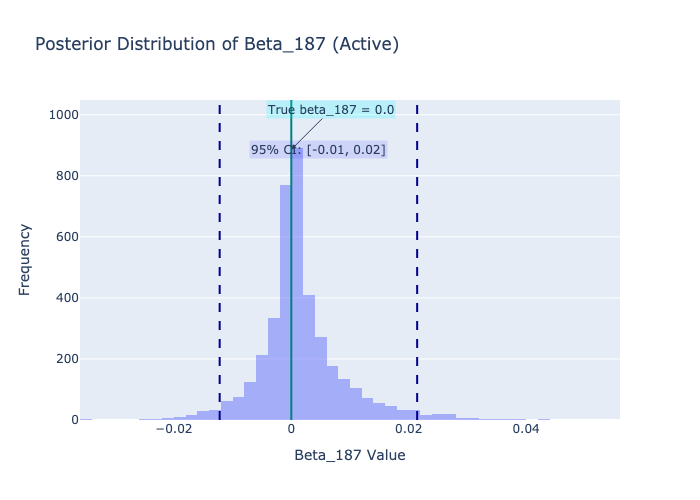 Posterior Distribution of Beta_187 (Active)
True beta_187 = 0.0
95% CI: [-0.01, 0.02]
1000
800
600
400
200
0
Frequency
−0.02
0
0.02
0.04
Beta_187 Value